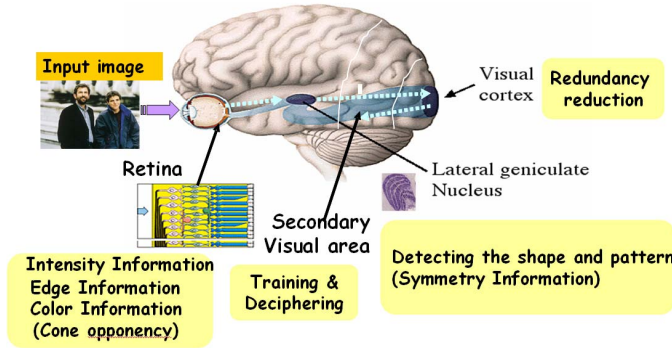 Input image
Visual
cortex
Redundancy
reduction
Retina
Lateral geniculate
Nucleus
Secondary
Visual area
Intensity Information
Edge Information
Color Information
(Cone opponency)
Training &
Deciphering
Detecting the shape and pattern
(Symmetry Information)